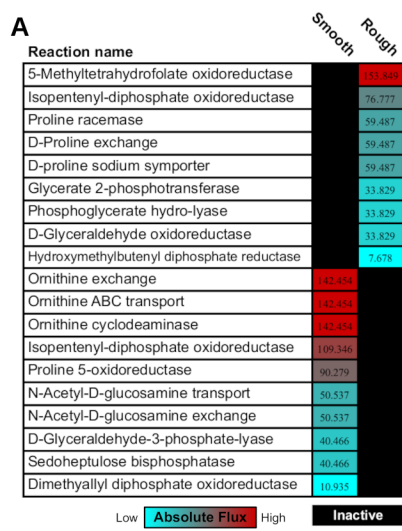 A
Smooth Rough
Reaction name
5-Methyltetrahydrofolate oxidoreductase 153.849
Isopentenyl-diphosphate oxidoreductase 76.777
Proline racemase 59.487
D-Proline exchange 59.487
D-proline sodium symporter 59.487
Glycerate 2-phosphotransferase 33.829
Phosphoglycerate hydro-lyase 33.829
D-Glyceraldehyde oxidoreductase 33.829
Hydroxymethylbutenyl diphosphate reductase 7.678
Ornithine exchange 142.454
Ornithine ABC transport 142.454
Ornithine cyclodeaminase 142.454
Isopentenyl-diphosphate oxidoreductase 109.346
Proline 5-oxidoreductase 90.279
N-Acetyl-D-glucosamine transport 50.537
N-Acetyl-D-glucosamine exchange 50.537
D-Glyceraldehyde-3-phosphate-lyase 40.466
Sedoheptulose bisphosphatase 40.466
Dimethyallyl diphosphate oxidoreductase 10.935
Low Absolute Flux High Inactive